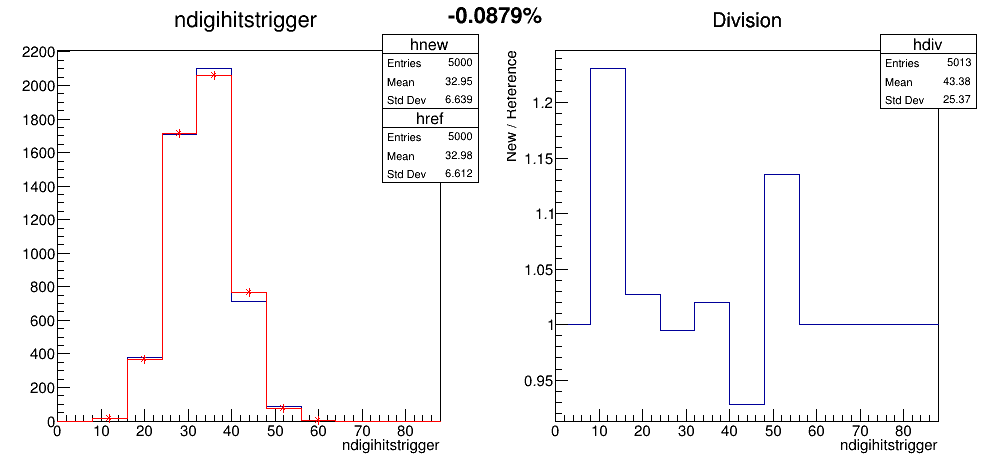 ndigihitstrigger
-0.0879%
Division
hnew
Entries 5000
Mean 32.95
Std Dev 6.639
href
Entries 5000
Mean 32.98
Std Dev 6.612
2200
2000
1800
1600
1400
1200
1000
800
600
400
200
0
0 10 20 30 40 50 60 70 80
ndigihitstrigger
hdiv
Entries 5013
Mean 43.38
Std Dev 25.37
New / Reference
1.2
1.15
1.1
1.05
1
0.95
0 10 20 30 40 50 60 70 80
ndigihitstrigger